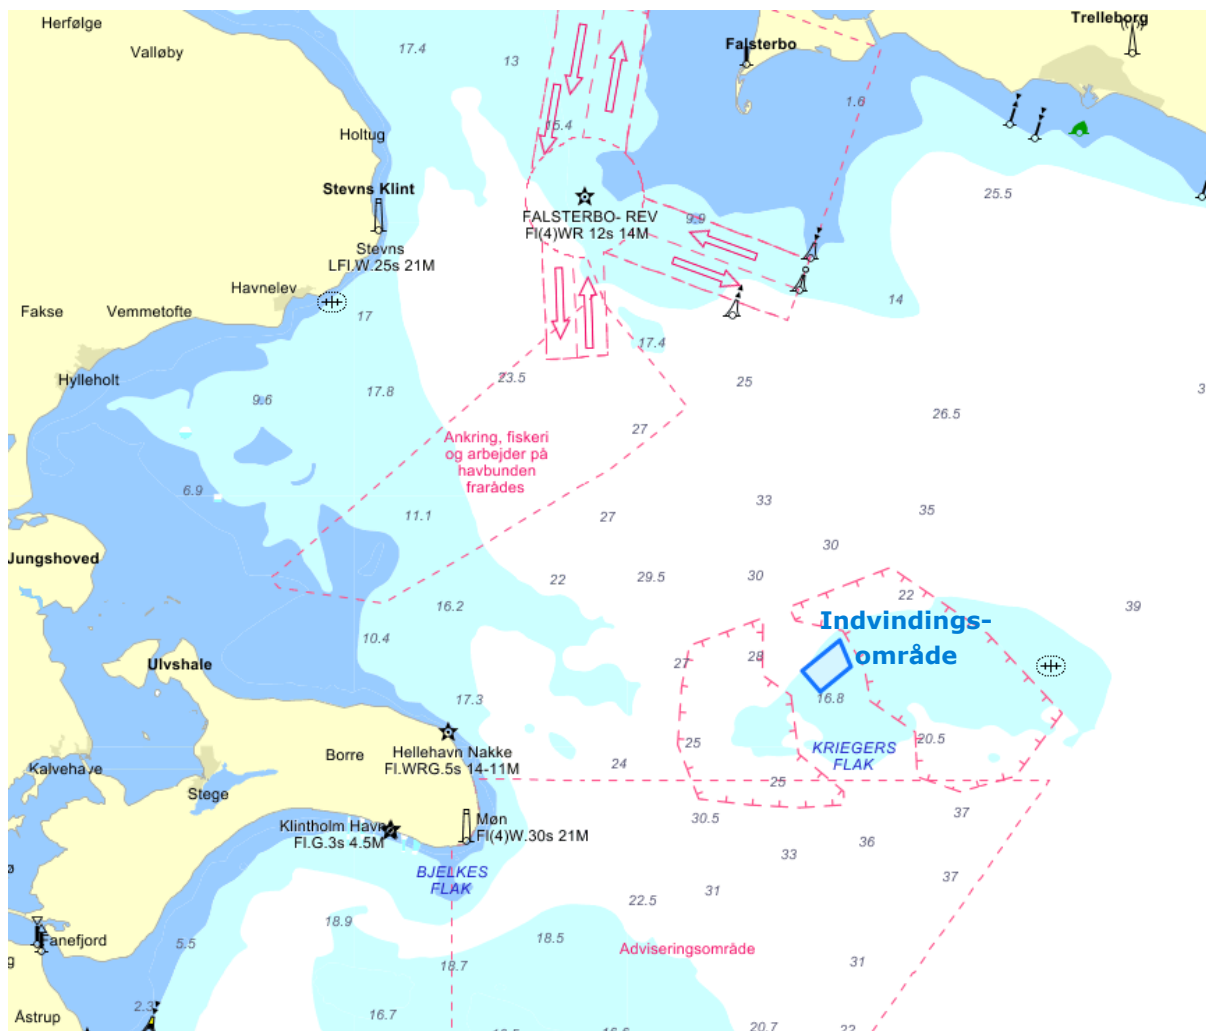 Herfølge
Trelleborg
17.4
Falsterbo
Valløby
13
1.6
15.4
Holtug
Stevns Klint
25.5
FALSTERBO- REV
Fl(4)WR 12s 14M
9.9
Stevns
LFl.W.25s 21M
Havnelev
14
Fakse
Vemmetofte
17
17.4
Hylleholt
23.5
25
17.8
3
9.6
26.5
27
Ankring, fiskeri
og arbejder på
havbunden
frarådes
6.9
33
35
11.1
27
30
Jungshoved
22
29.5
30
22
39
16.2
10.4
Indvindings-
område
28
27
Ulvshale
17.3
16.8
20.5
25
KRIEGERS
FLAK
Borre
Hellehavn Nakke
Fl.WRG.5s 14-11M
24
Kalvehave
Stege
25
37
30.5
Klintholm Havn
Fl.G.3s 4.5M
Møn
Fl(4)W.30s 21M
36
33
ø
BJELKES
FLAK
37
31
22.5
18.9
18.5
Fanefjord
5.5
Adviseringsområde
g
18.7
31
2.3
16.7
Åstrup
20.7
22